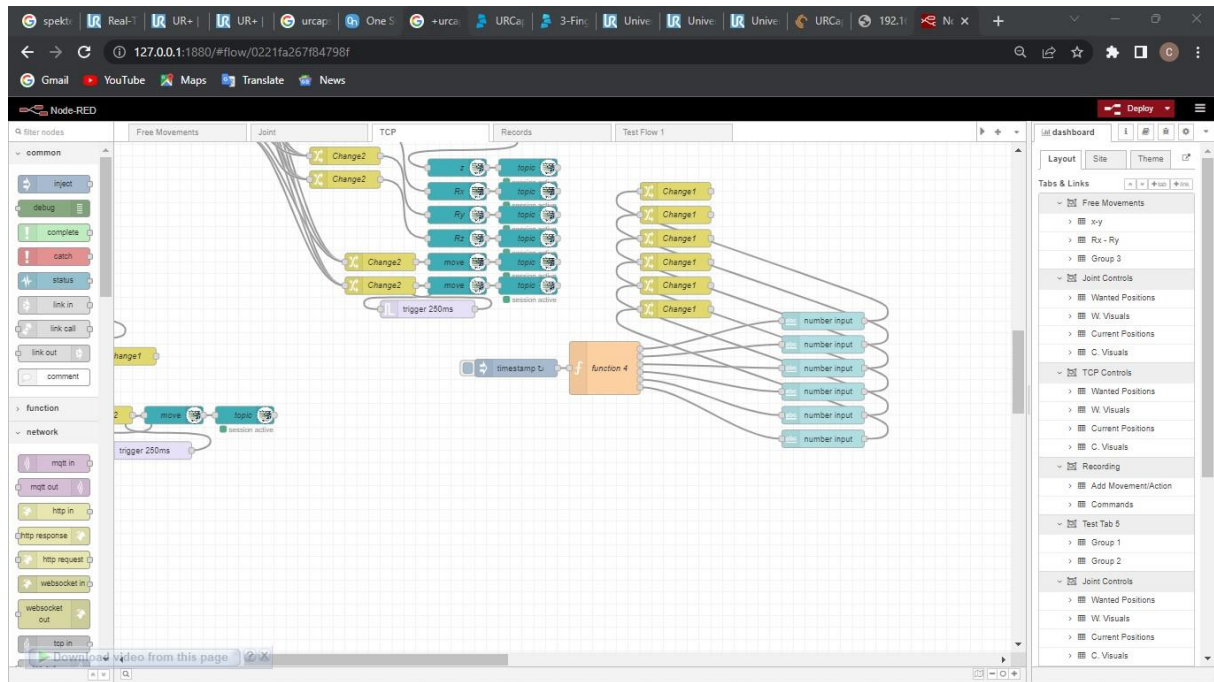 spekt
Real-T
UR+ |
UR+ |
urcap
One S
+urca
URCap
3-Fing
Unive
Unive
Unive
URCap
192.1
127.0.0.1:1880/#flow/0221fa267f84798f
Gmail
YouTube
Maps
Translate
News
Node-RED
Deploy
filter nodes
Free Movements
Joint
TCP
Records
Test Flow 1
dashboard
common
inject
debug
complete
catch
status
link in
link call
link out
comment
function
network
mqtt in
mqtt out
http in
http response
http request
websocket in
websocket
out
tcp in
Change2
Change2
z
topic
Rx
topic
Ry
topic
Rz
topic
Change2
move
topic
Change2
move
topic
session active
trigger 250ms
Change1
Change1
Change1
Change1
Change1
Change1
number input
number input
number input
number input
number input
number input
timestamp ↻
function 4
hange1
2
move
topic
session active
trigger 250ms
Layout
Site
Theme
Tabs & Links
+tab
+link
Free Movements
x-y
Rx - Ry
Group 3
Joint Controls
Wanted Positions
W. Visuals
Current Positions
C. Visuals
TCP Controls
Wanted Positions
W. Visuals
Current Positions
C. Visuals
Recording
Add Movement/Action
Commands
Test Tab 5
Group 1
Group 2
Joint Controls
Wanted Positions
W. Visuals
Current Positions
C. Visuals
Download video from this page